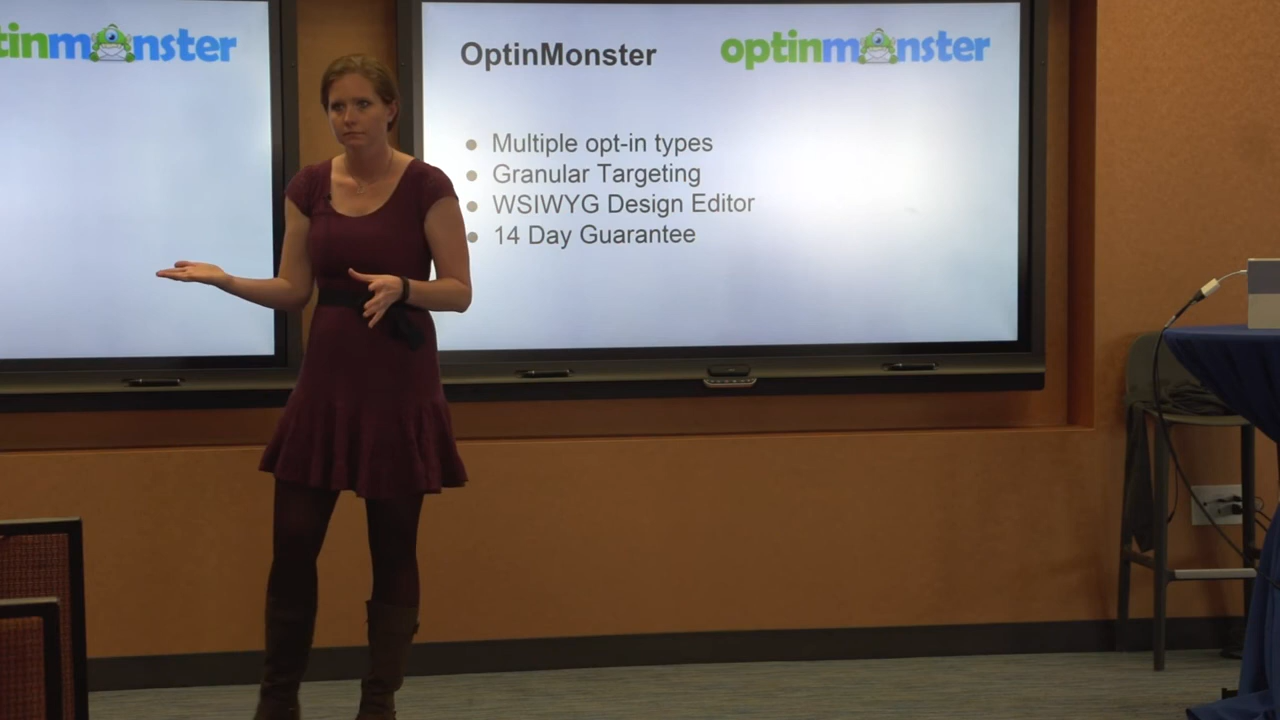 tinmonster
OptinMonster
optinmonster
● Multiple opt-in types
● Granular Targeting
● WSIWYG Design Editor
● 14 Day Guarantee